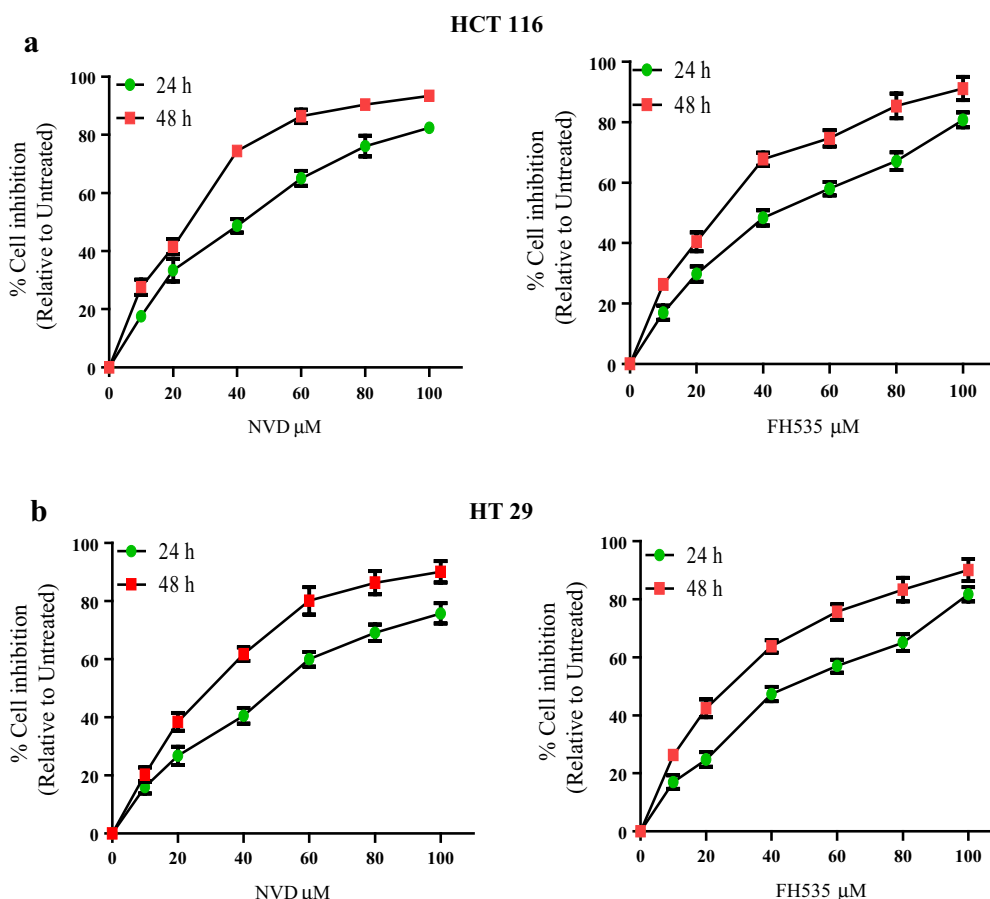 HCT 116
a
24 h
48 h
100
80
60
40
20
0
% Cell inhibition
(Relative to Untreated)
0 20 40 60 80 100
NVD μM
24 h
48 h
100
80
60
40
20
0
% Cell inhibition
(Relative to Untreated)
0 20 40 60 80 100
FH535 μM
b
HT 29
24 h
48 h
100
80
60
40
20
0
% Cell inhibition
(Relative to Untreated)
0 20 40 60 80 100
NVD μM
24 h
48 h
100
80
60
40
20
0
% Cell inhibition
(Relative to Untreated)
0 20 40 60 80 100
FH535 μM